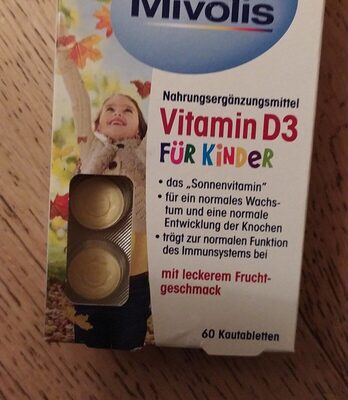 Mivolis
Nahrungsergänzungsmittel
Vitamin D3
FÜR KINDER
• das „Sonnenvitamin"
• für ein normales Wachs-
tum und eine normale
Entwicklung der Knochen
• trägt zur normalen Funktion
des Immunsystems bei
mit leckerem Frucht-
geschmack
60 Kautabletten